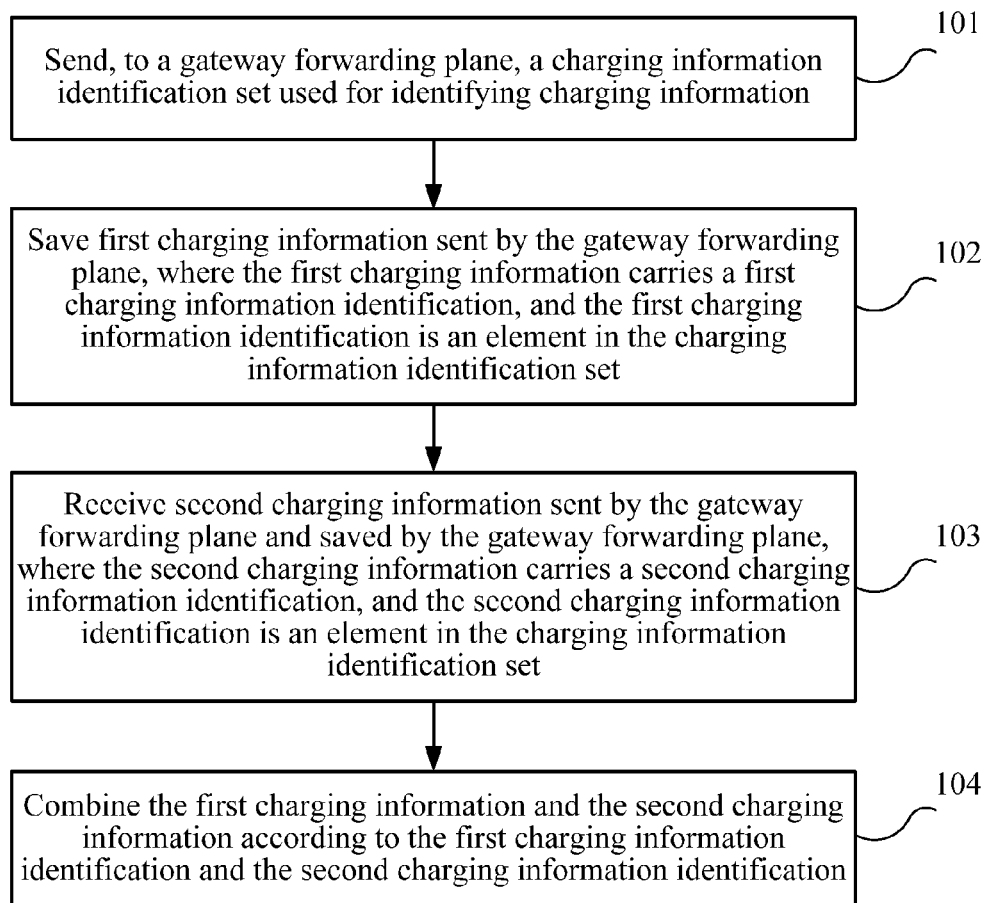 101
Send, to a gateway forwarding plane, a charging information
identification set used for identifying charging information
102
Save first charging information sent by the gateway forwarding
plane, where the first charging information carries a first
charging information identification, and the first charging
information identification is an element in the charging
information identification set
103
Receive second charging information sent by the gateway
forwarding plane and saved by the gateway forwarding plane,
where the second charging information carries a second charging
information identification, and the second charging information
identification is an element in the charging information
identification set
104
Combine the first charging information and the second charging
information according to the first charging information
identification and the second charging information identification